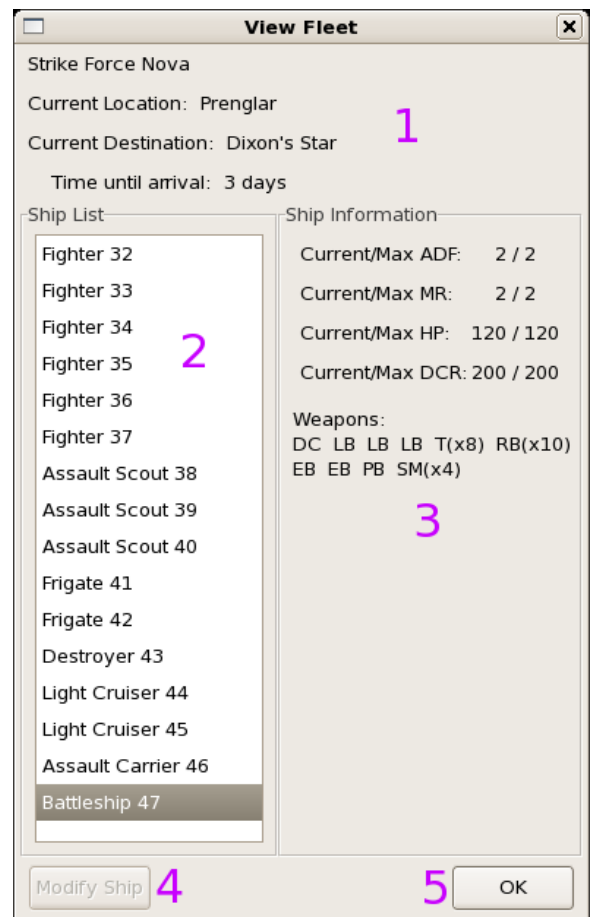 View Fleet
Strike Force Nova
Current Location: Prenglar
1
Current Destination: Dixon's Star
Time until arrival: 3 days
Ship List
Fighter 32
Fighter 33
Fighter 34
2
Fighter 35
Fighter 36
Fighter 37
Assault Scout 38
Assault Scout 39
Assault Scout 40
Frigate 41
Frigate 42
Destroyer 43
Light Cruiser 44
Light Cruiser 45
Assault Carrier 46
Battleship 47
Ship Information
Current/Max ADF: 2 / 2
Current/Max MR: 2 / 2
Current/Max HP: 120 / 120
Current/Max DCR: 200 / 200
Weapons:
DC LB LB LB T(x8) RB(x10)
EB EB PB SM(x4)
3
Modify Ship 4
5 OK